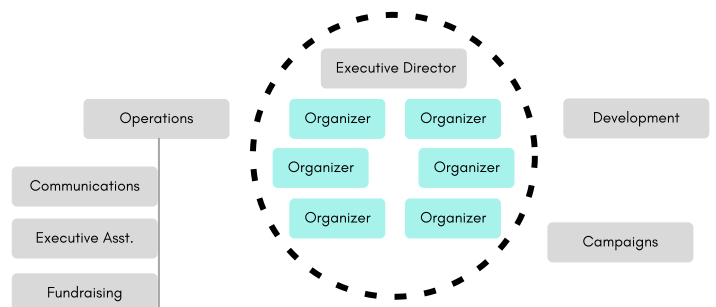 Executive Director
Operations
Organizer
Organizer
Development
Organizer
Organizer
Communications
Organizer
Organizer
Executive Asst.
Campaigns
Fundraising